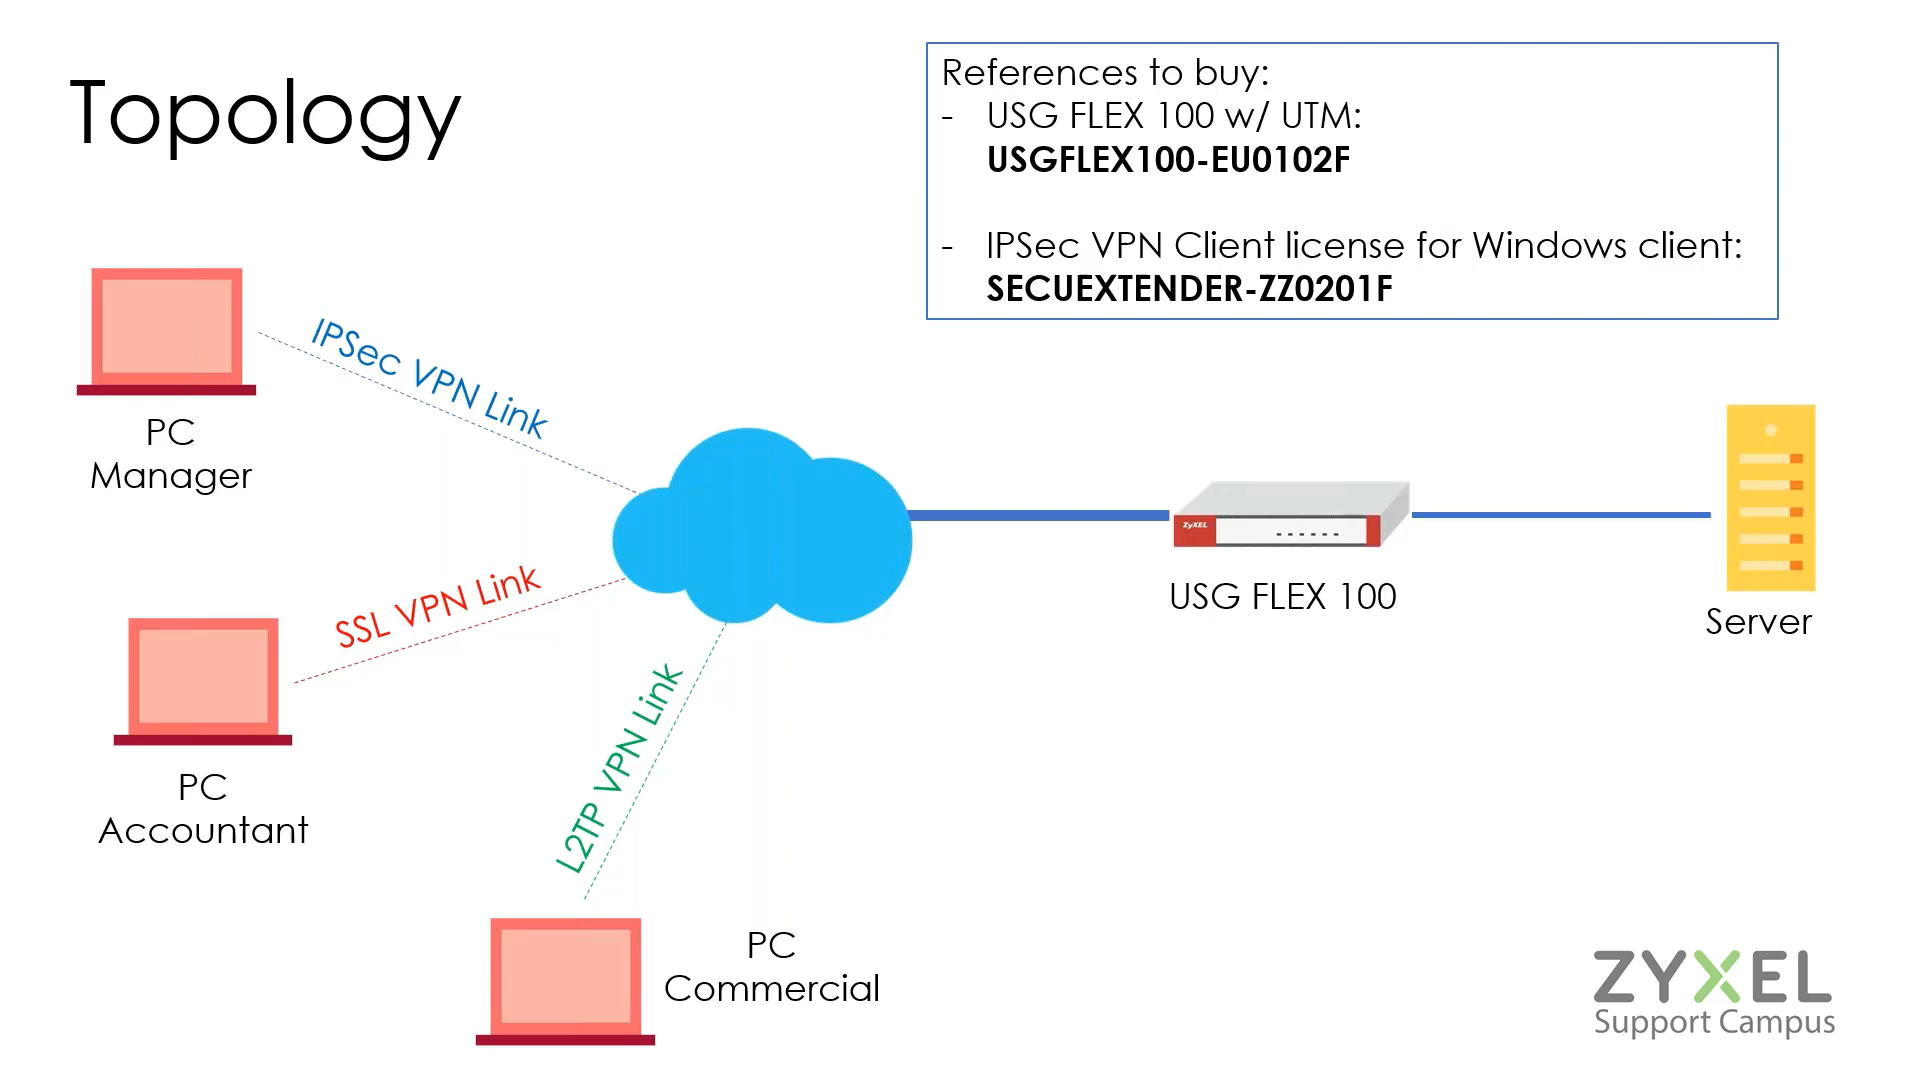 Topology
References to buy:
- USG FLEX 100 w/ UTM:
USGFLEX100-EU0102F
- IPSec VPN Client license for Windows client:
SECUEXTENDER-ZZ0201F
IPSec VPN Link
PC
Manager
SSL VPN Link
PC
Accountant
L2TP VPN Link
PC
Commercial
ZyXEL
USG FLEX 100
Server
ZYXEL
Support Campus